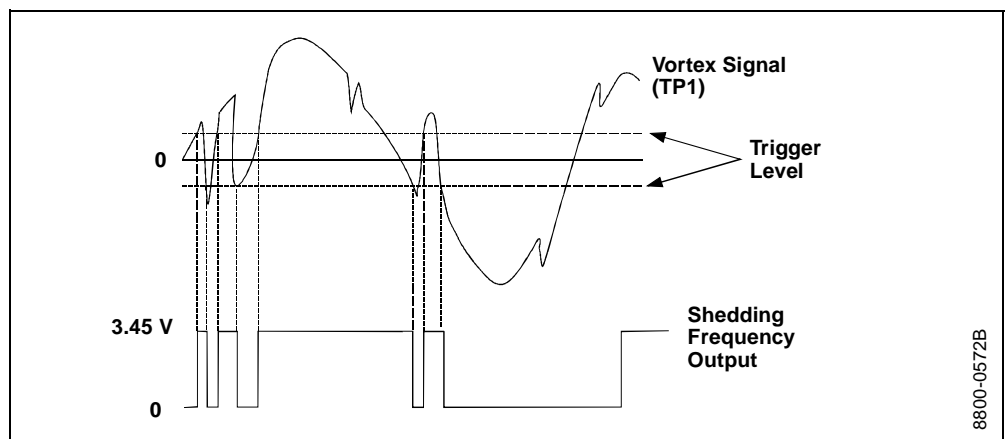 Vortex Signal
(TP1)
0
Trigger
Level
3.45 V
Shedding
Frequency
Output
0
8800-0572B